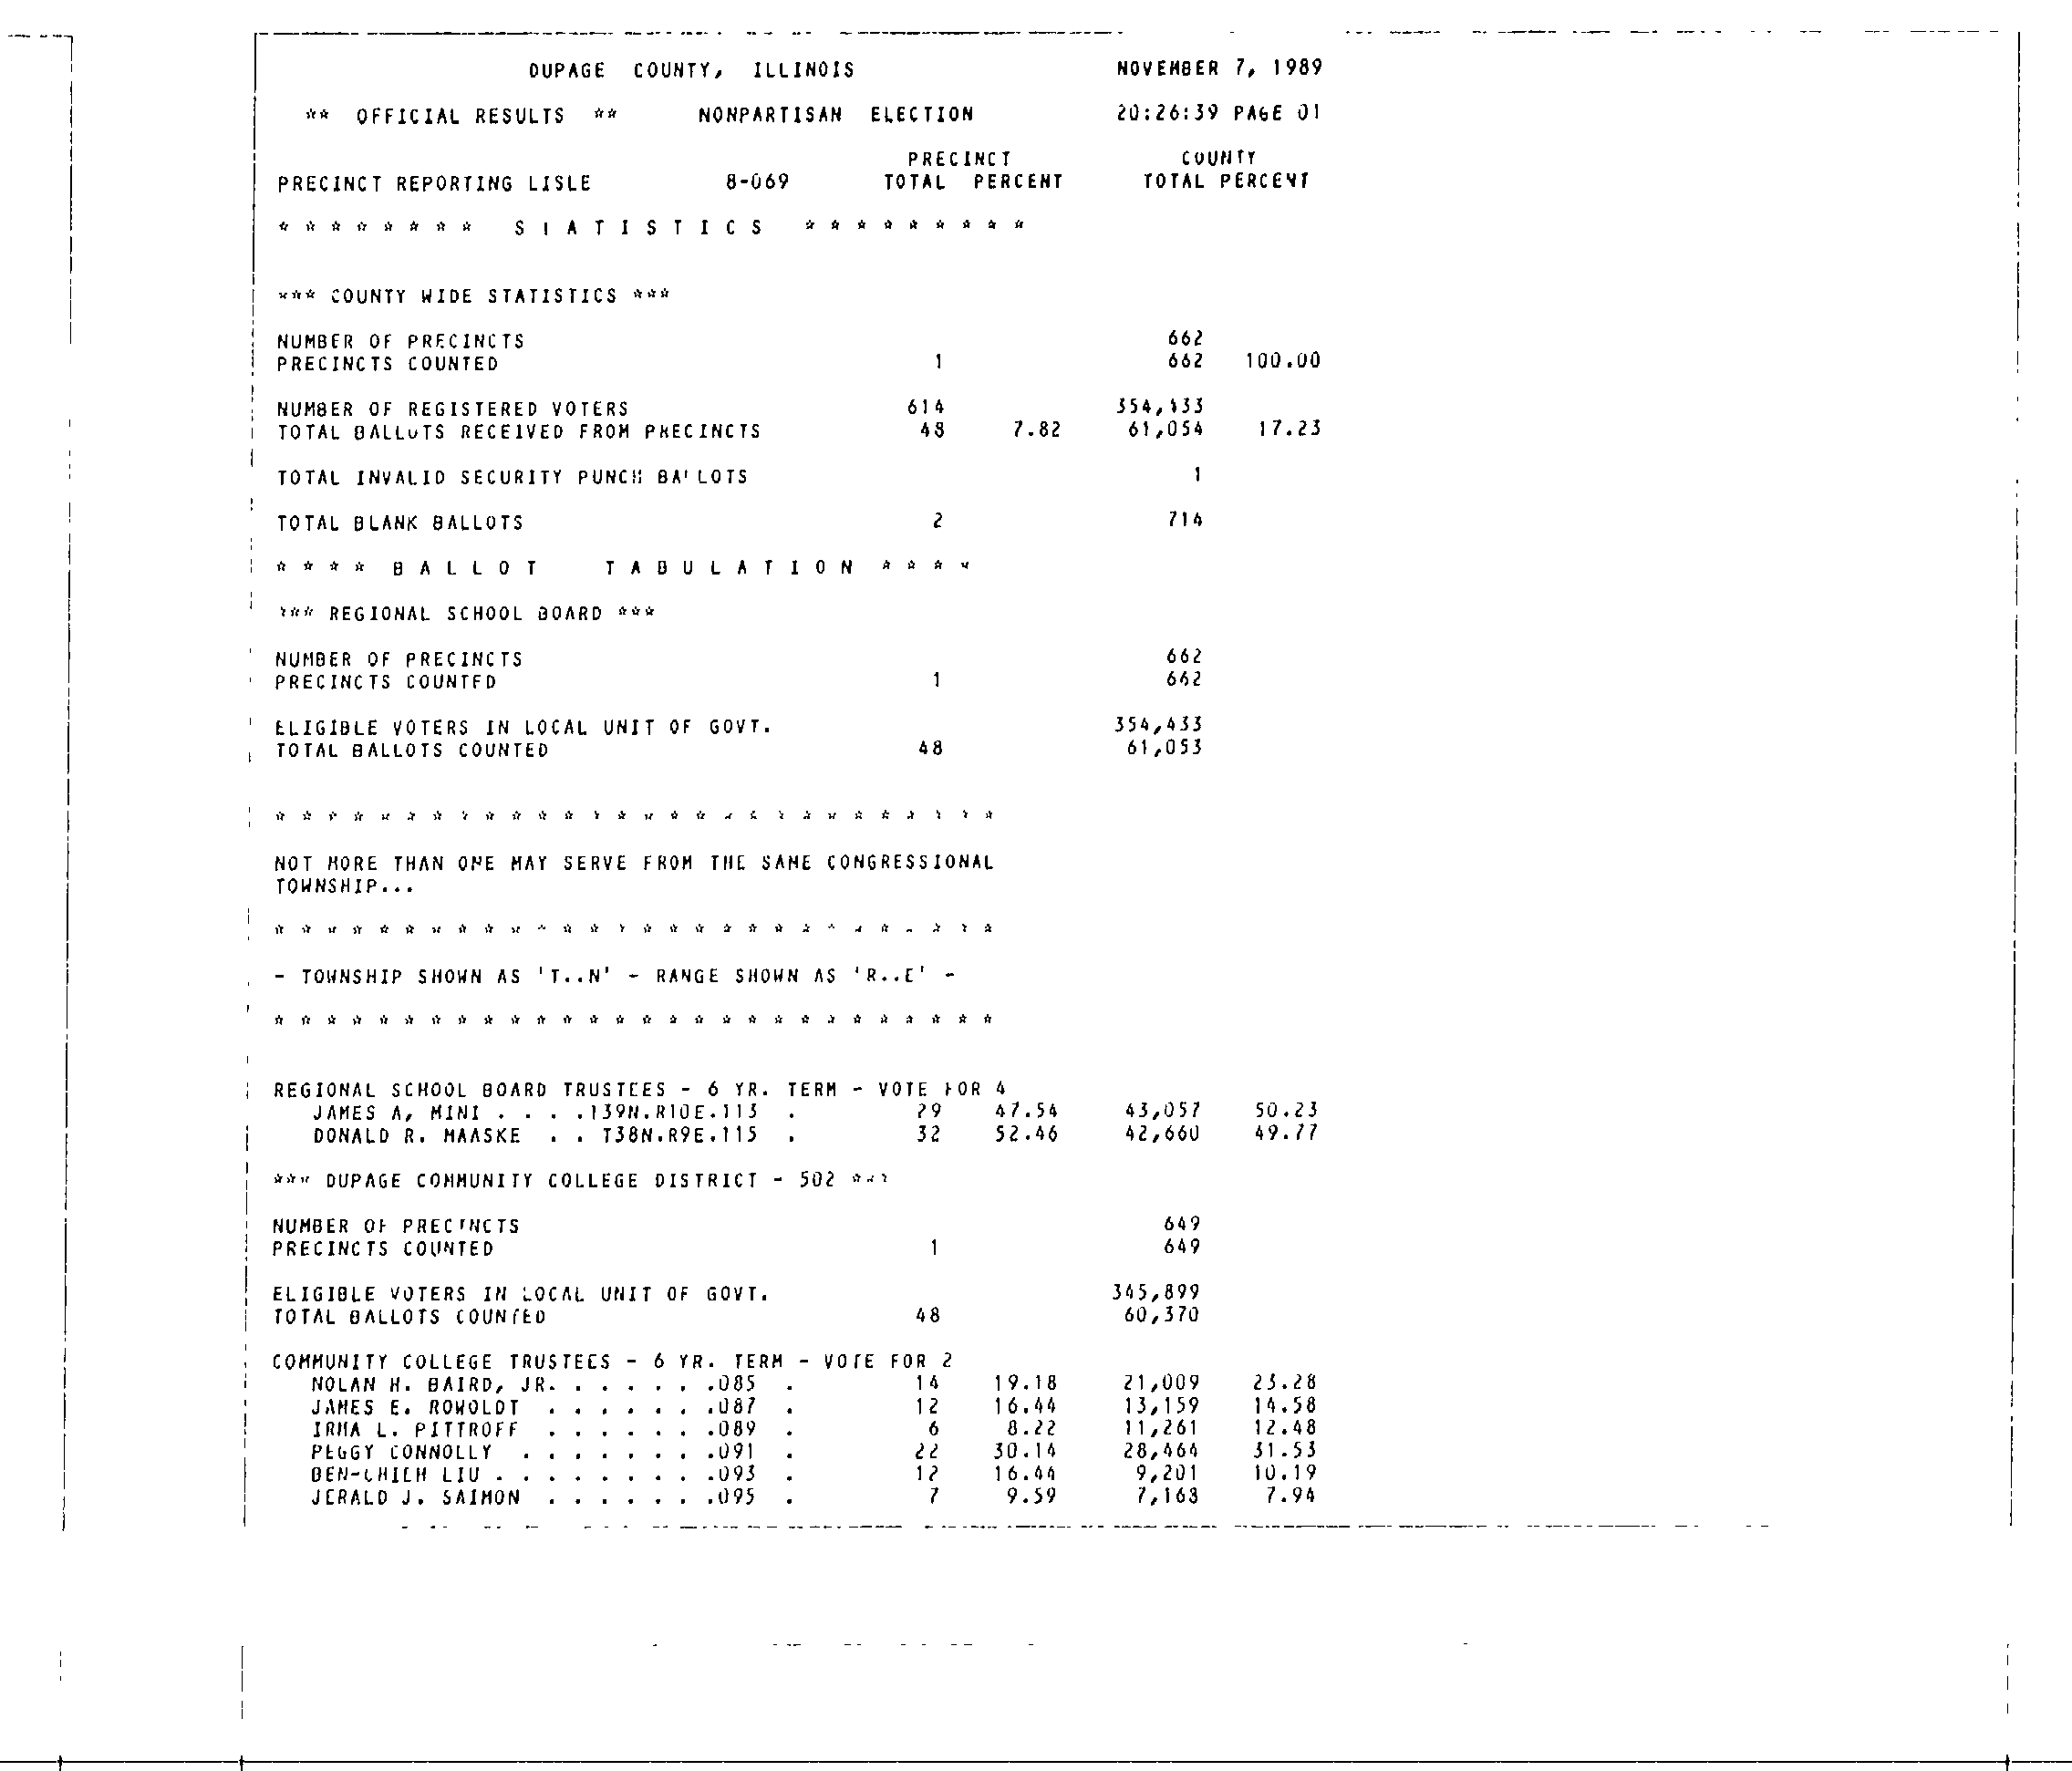 DUPAGE COUNTY, ILLINOIS NOVEMBER 7, 1989
** OFFICIAL RESULTS ** NONPARTISAN ELECTION 20:26:39 PAGE 01
PRECINCT COUNTY
PRECINCT REPORTING LISLE 8-069 TOTAL PERCENT TOTAL PERCENT
* * * * * * * * S T A T I S T I C S * * * * * * * * *
*** COUNTY WIDE STATISTICS ***
NUMBER OF PRECINCTS 662
PRECINCTS COUNTED 1 662 100.00
NUMBER OF REGISTERED VOTERS 614 354,433
TOTAL BALLOTS RECEIVED FROM PRECINCTS 48 7.82 61,054 17.23
TOTAL INVALID SECURITY PUNCH BALLOTS 1
TOTAL BLANK BALLOTS 2 714
* * * * B A L L O T T A B U L A T I O N * * * *
*** REGIONAL SCHOOL BOARD ***
NUMBER OF PRECINCTS 662
PRECINCTS COUNTED 1 662
ELIGIBLE VOTERS IN LOCAL UNIT OF GOVT. 354,433
TOTAL BALLOTS COUNTED 48 61,053
* * * * * * * * * * * * * * * * * * * * * * * * * * * *
NOT MORE THAN ONE MAY SERVE FROM THE SAME CONGRESSIONAL
TOWNSHIP...
* * * * * * * * * * * * * * * * * * * * * * * * * * * *
- TOWNSHIP SHOWN AS 'T..N' - RANGE SHOWN AS 'R..E' -
* * * * * * * * * * * * * * * * * * * * * * * * * * * *
REGIONAL SCHOOL BOARD TRUSTEES - 6 YR. TERM - VOTE FOR 4
JAMES A, MINI . . . .T39N.R10E.113 . 29 47.54 43,057 50.23
DONALD R. MAASKE . . T38N.R9E.115 . 32 52.46 42,660 49.77
*** DUPAGE COMMUNITY COLLEGE DISTRICT - 502 ***
NUMBER OF PRECINCTS 649
PRECINCTS COUNTED 1 649
ELIGIBLE VOTERS IN LOCAL UNIT OF GOVT. 345,899
TOTAL BALLOTS COUNTED 48 60,370
COMMUNITY COLLEGE TRUSTEES - 6 YR. TERM - VOTE FOR 2
NOLAN H. BAIRD, JR. . . . . . .085 . 14 19.18 21,009 23.28
JAMES E. ROWOLDT . . . . . . .087 . 12 16.44 13,159 14.58
IRMA L. PITTROFF . . . . . . .089 . 6 8.22 11,261 12.48
PEGGY CONNOLLY . . . . . . . .091 . 22 30.14 28,464 31.53
BEN-CHIEH LIU . . . . . . . . .093 . 12 16.44 9,201 10.19
JERALD J. SAIMON . . . . . . .095 . 7 9.59 7,168 7.94